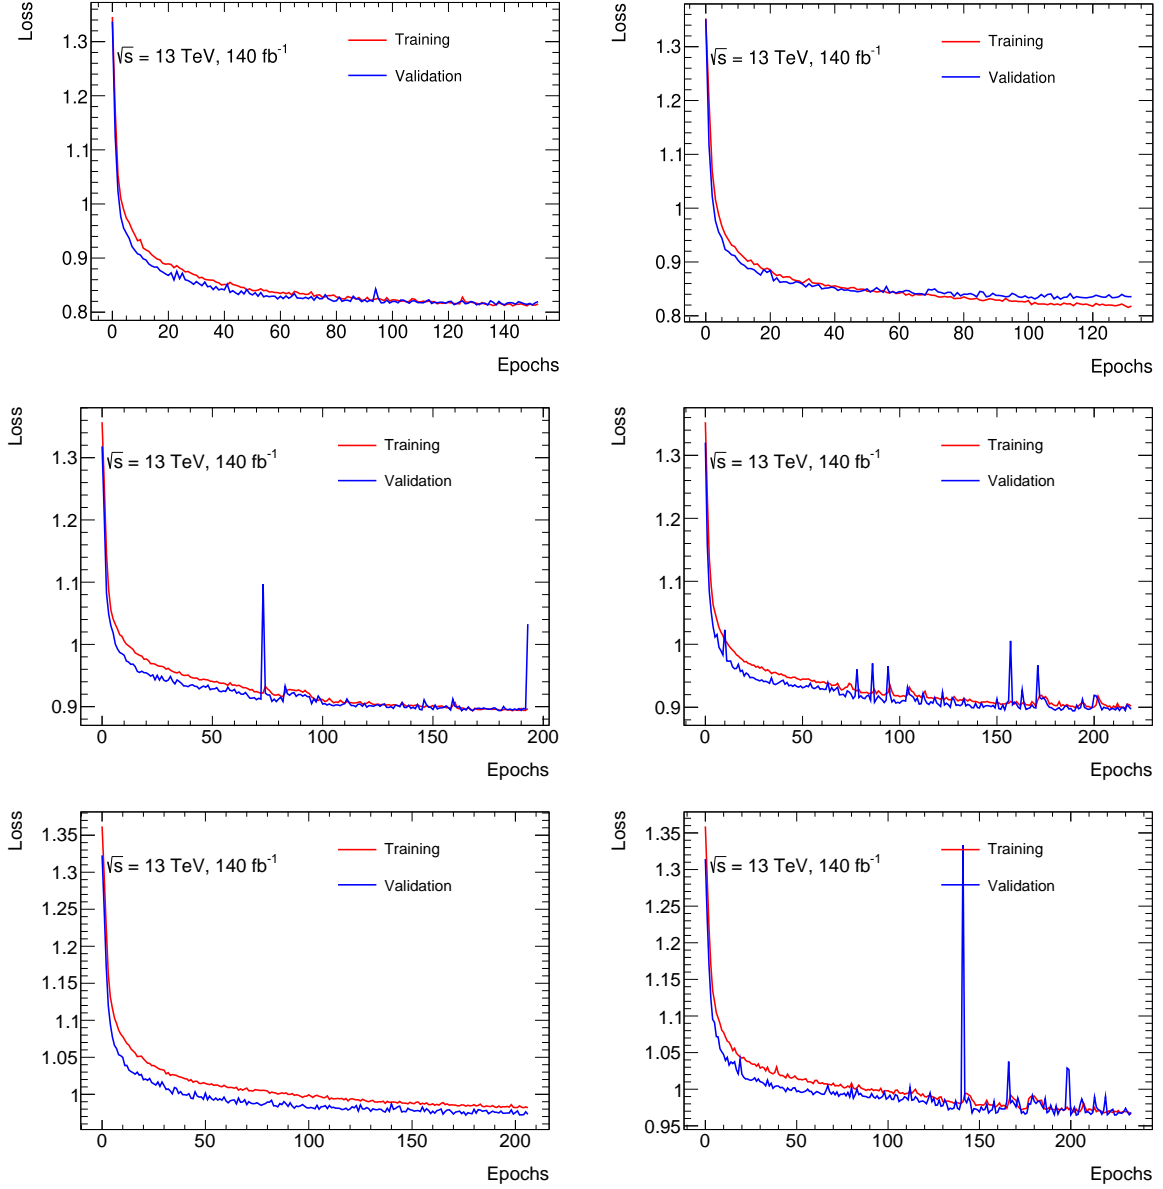 Loss
1.3
1.2
1.1
1
0.9
0.8
√s = 13 TeV, 140 fb-1
Training
Validation
0 20 40 60 80 100 120 140
Epochs
Loss
1.3
1.2
1.1
1
0.9
0.8
√s = 13 TeV, 140 fb-1
Training
Validation
0 20 40 60 80 100 120
Epochs
Loss
1.3
1.2
1.1
1
0.9
√s = 13 TeV, 140 fb-1
Training
Validation
0 50 100 150 200
Epochs
Loss
1.3
1.2
1.1
1
0.9
√s = 13 TeV, 140 fb-1
Training
Validation
0 50 100 150 200
Epochs
Loss
1.35
1.3
1.25
1.2
1.15
1.1
1.05
1
√s = 13 TeV, 140 fb-1
Training
Validation
0 50 100 150 200
Epochs
Loss
1.35
1.3
1.25
1.2
1.15
1.1
1.05
1
0.95
√s = 13 TeV, 140 fb-1
Training
Validation
0 50 100 150 200
Epochs